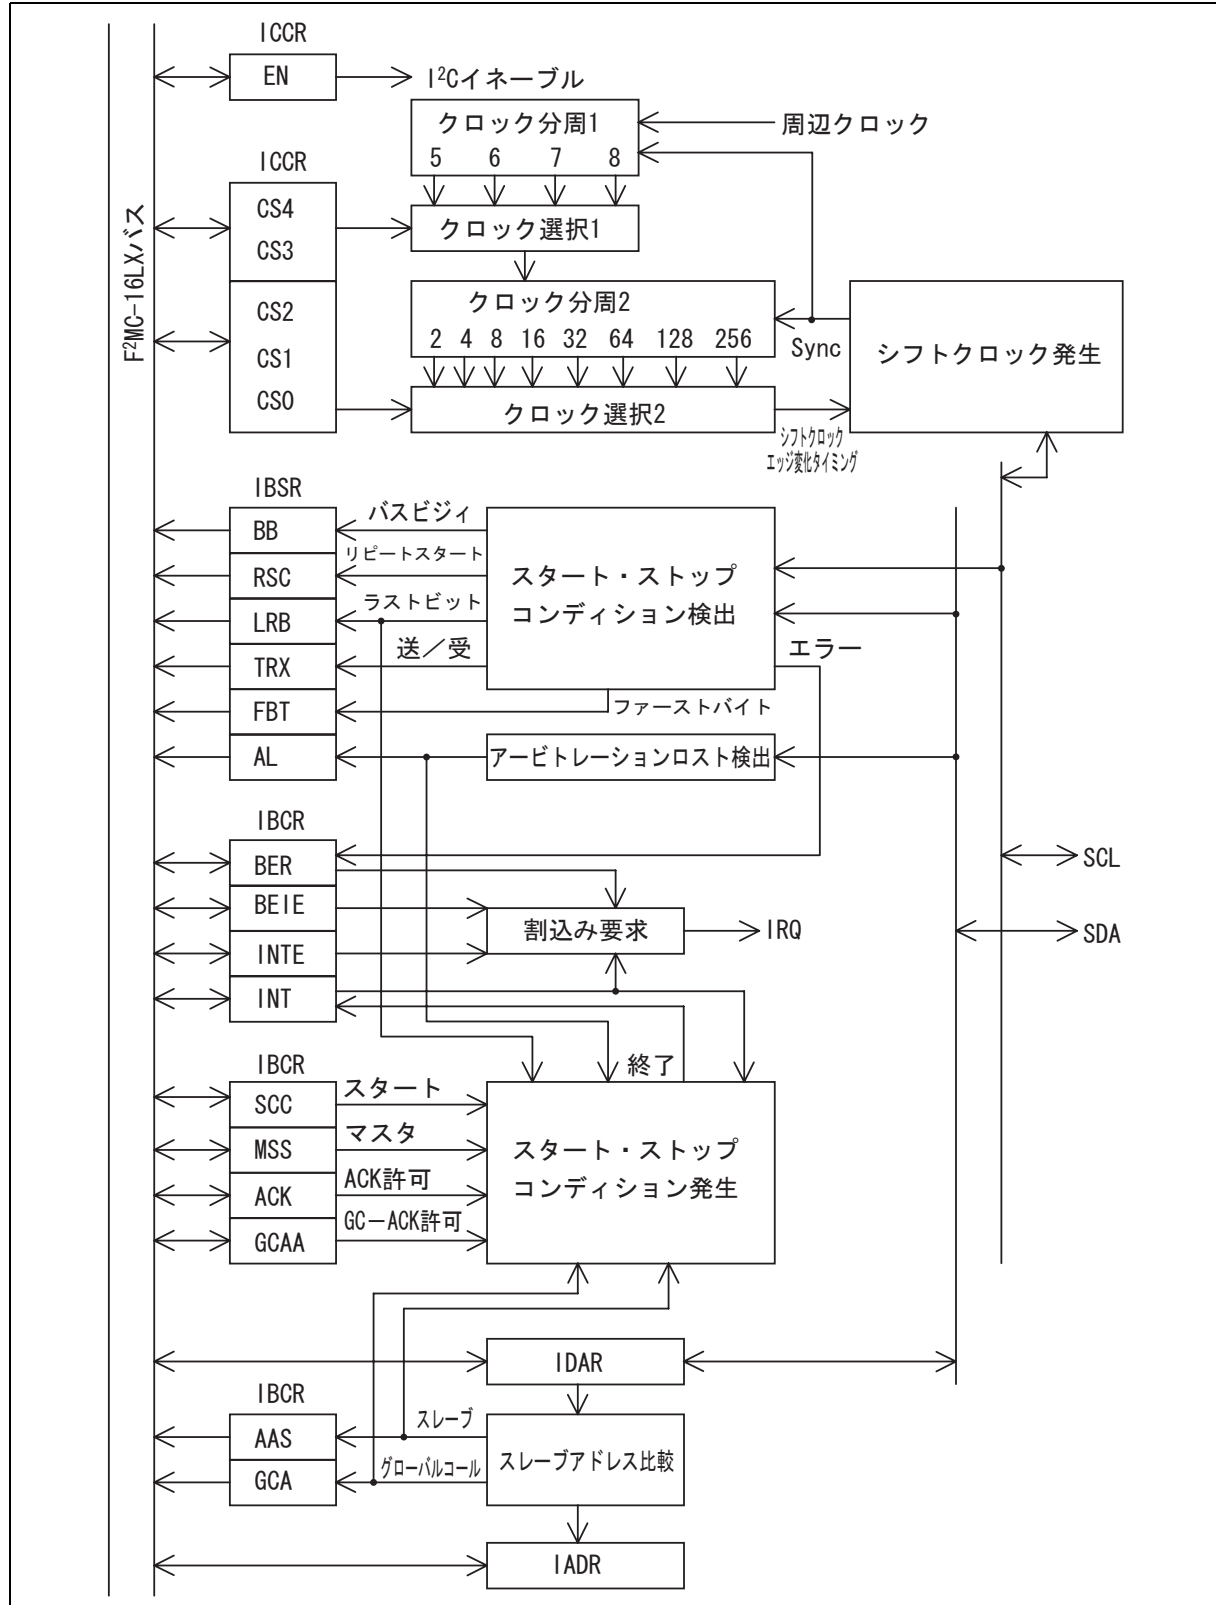 F²MC-16LXバス
ICCR
EN
I²Cイネーブル
クロック分周1
5 6 7 8
周辺クロック
ICCR
CS4
CS3
クロック選択1
CS2
CS1
CS0
クロック分周2
2 4 8 16 32 64 128 256
Sync
シフトクロック発生
クロック選択2
シフトクロック
エッジ変化タイミング
IBSR
BB
バスビジィ
RSC
リピートスタート
LRB
ラストビット
TRX
送／受
FBT
ファーストバイト
AL
スタート・ストップ
コンディション検出
エラー
アービトレーションロスト検出
IBCR
BER
BEIE
INTE
INT
割込み要求
IRQ
SCL
SDA
終了
IBCR
SCC
スタート
MSS
マスタ
ACK
ACK許可
GCAA
GC－ACK許可
スタート・ストップ
コンディション発生
IDAR
IBCR
AAS
スレーブ
GCA
グローバルコール
スレーブアドレス比較
IADR